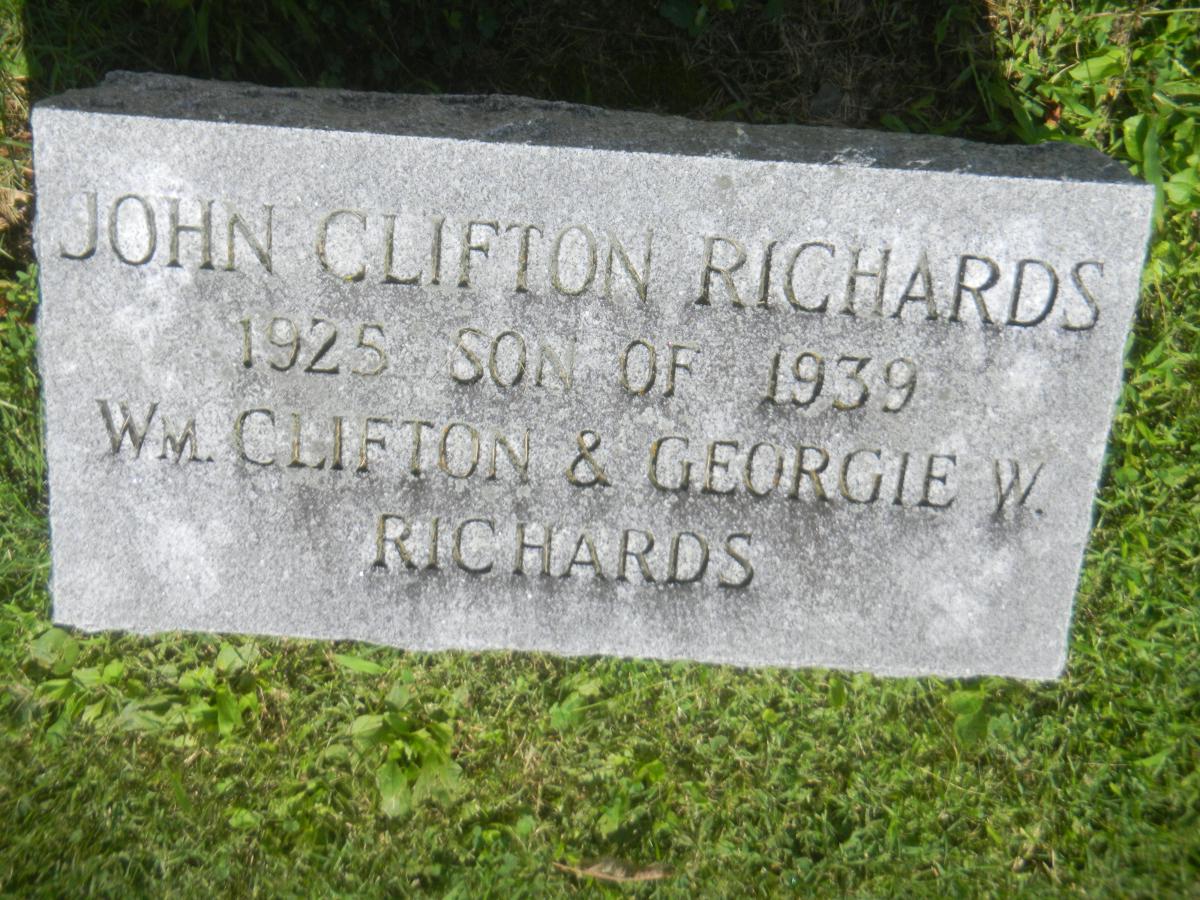 JOHN CLIFTON RICHARDS
1925 SON OF 1939
WM. CLIFTON & GEORGIE W.
RICHARDS